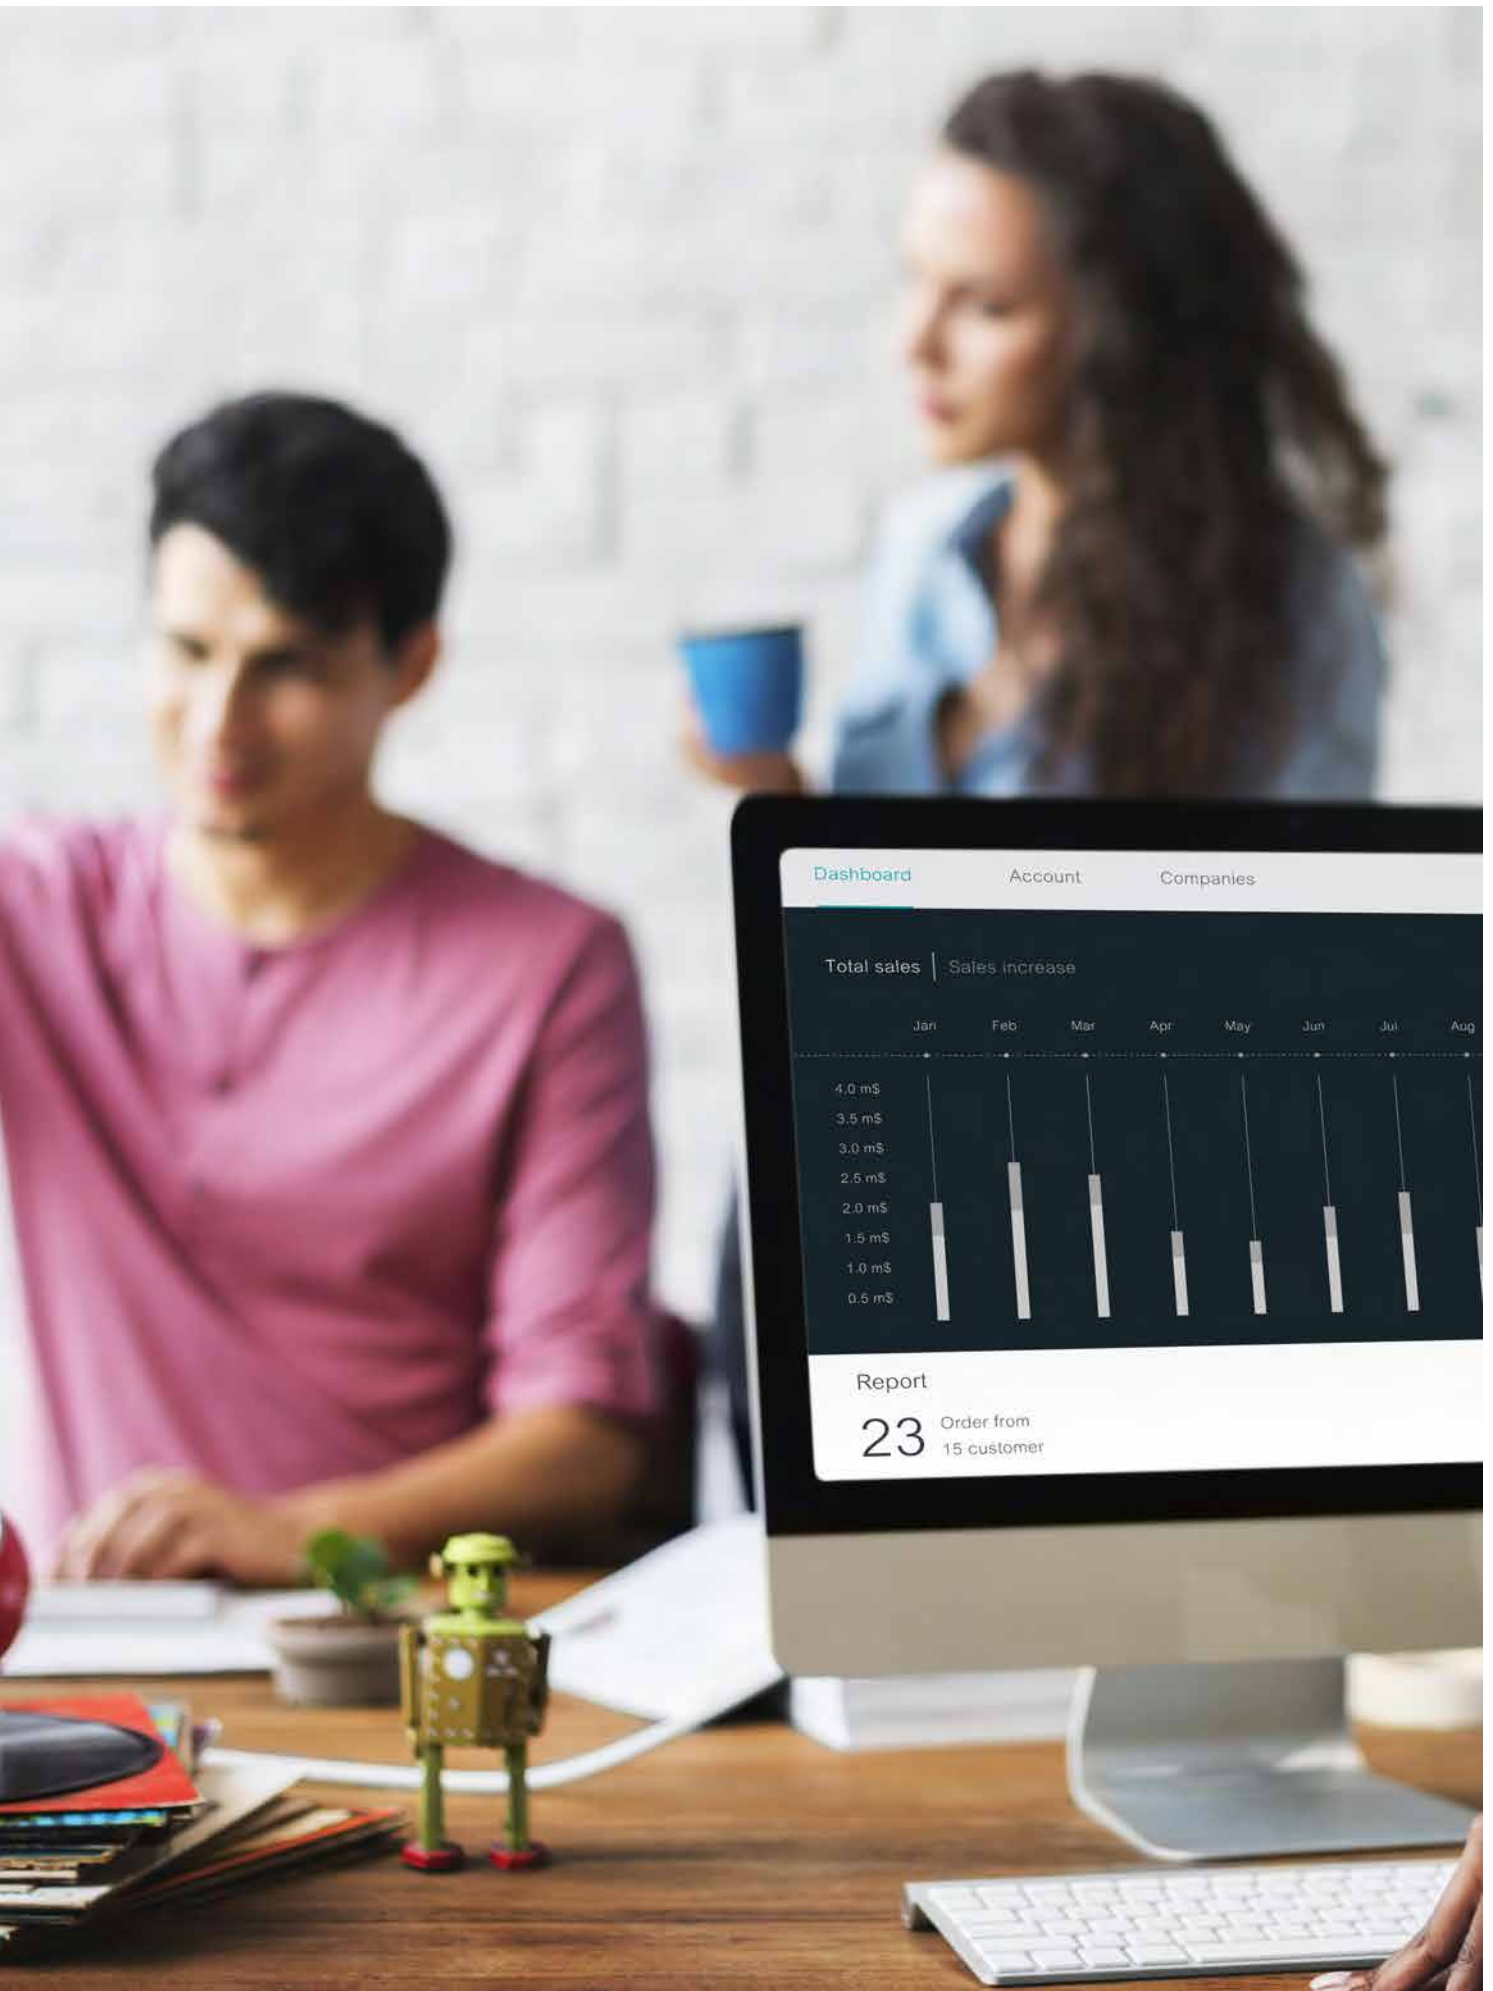 Dashboard Account Companies
Total sales Sales increase
Jan Feb Mar Apr May Jun Jul Aug
4.0 m$
3.5 m$
3.0 m$
2.5 m$
2.0 m$
1.5 m$
1.0 m$
0.5 m$
Report
23 Order from
15 customer